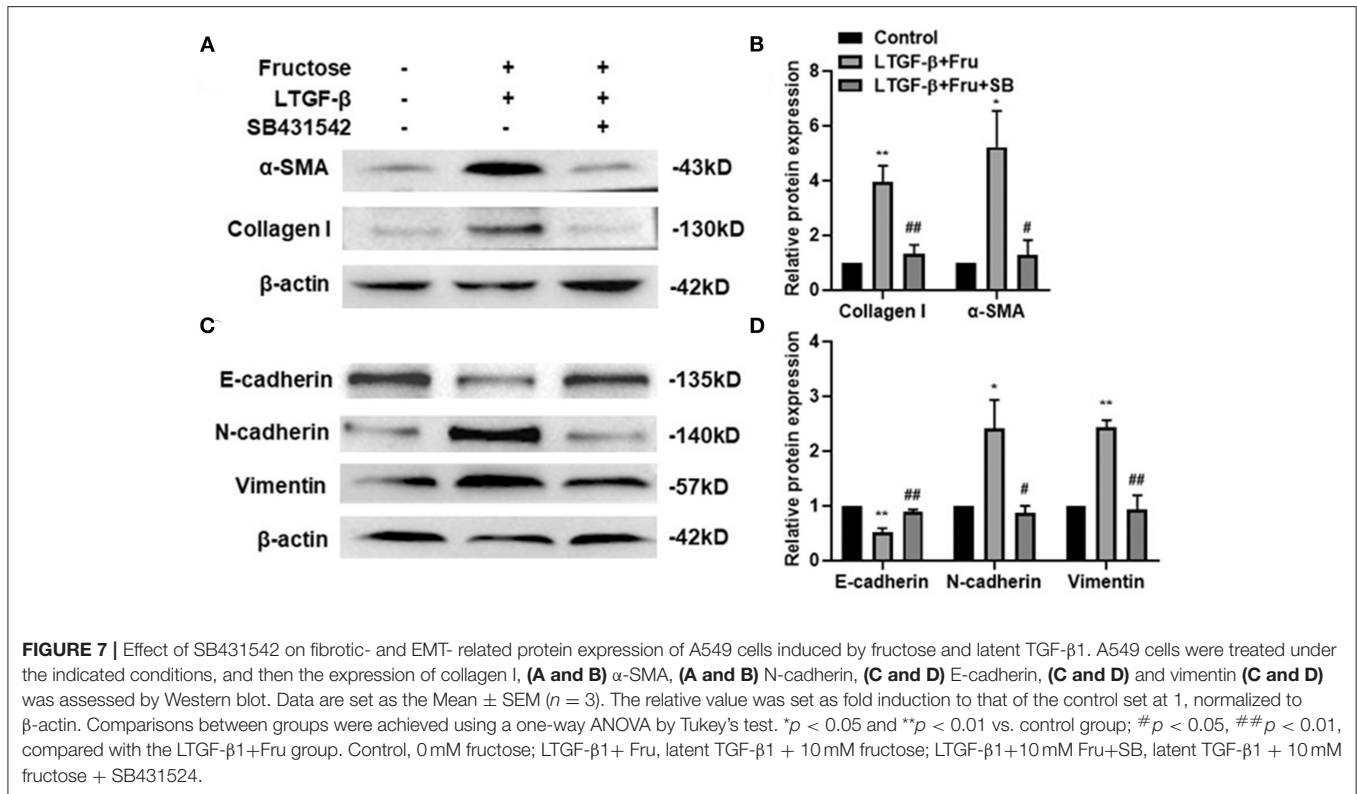 A
Fructose - + +
LTGF-β - + +
SB431542 - - +
α-SMA -43kD
Collagen I -130kD
β-actin -42kD
B
Control
LTGF-β+Fru
LTGF-β+Fru+SB
Relative protein expression
8
6
4
2
0
** ## * #
Collagen I α-SMA
C
E-cadherin -135kD
N-cadherin -140kD
Vimentin -57kD
β-actin -42kD
D
Relative protein expression
4
3
2
1
0
** ## * # ** ##
E-cadherin N-cadherin Vimentin
FIGURE 7 | Effect of SB431542 on fibrotic- and EMT- related protein expression of A549 cells induced by fructose and latent TGF-β1. A549 cells were treated under
the indicated conditions, and then the expression of collagen I, (A and B) α-SMA, (A and B) N-cadherin, (C and D) E-cadherin, (C and D) and vimentin (C and D)
was assessed by Western blot. Data are set as the Mean ± SEM (n = 3). The relative value was set as fold induction to that of the control set at 1, normalized to
β-actin. Comparisons between groups were achieved using a one-way ANOVA by Tukey's test. *p < 0.05 and **p < 0.01 vs. control group; #p < 0.05, ##p < 0.01,
compared with the LTGF-β1+Fru group. Control, 0 mM fructose; LTGF-β1+ Fru, latent TGF-β1 + 10 mM fructose; LTGF-β1+10 mM Fru+SB, latent TGF-β1 + 10 mM
fructose + SB431524.